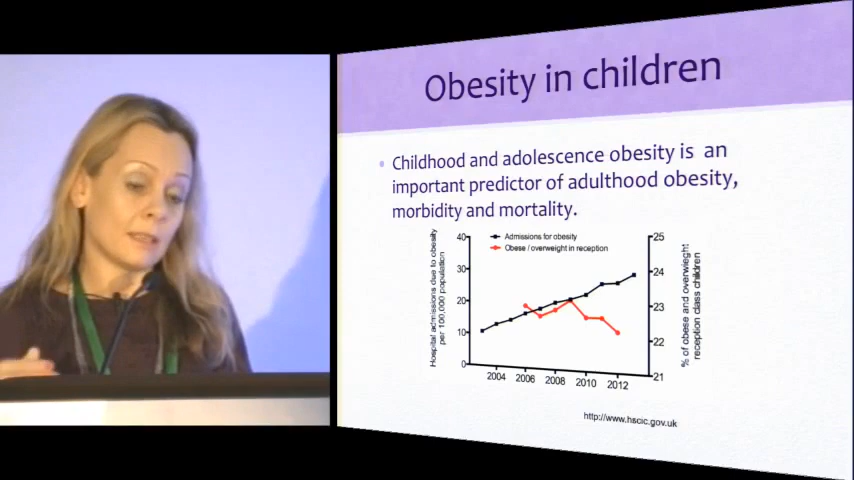 Obesity in children
Childhood and adolescence obesity is an
important predictor of adulthood obesity,
morbidity and mortality.
Admissions for obesity
Obese / overweight in reception
Hospital admissions due to obesity
per 100,000 population
40
30
20
10
0
25
24
23
22
21
% of obese and overwieght
reception class children
2004 2006 2008 2010 2012
http://www.hscic.gov.uk